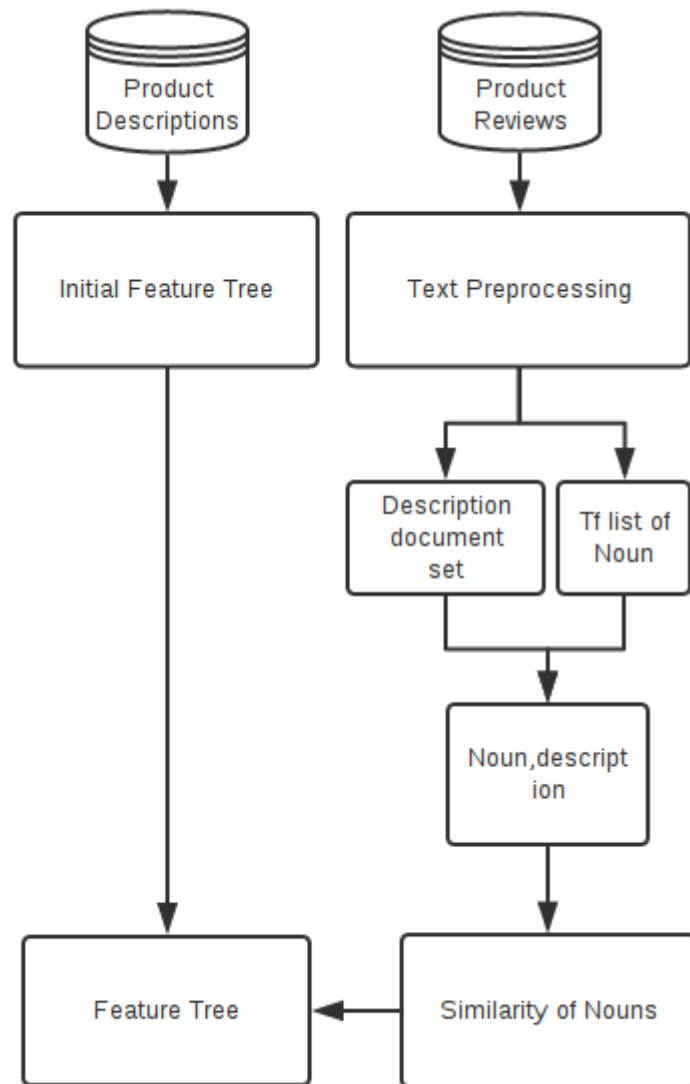 Product
Descriptions
Product
Reviews
Initial Feature Tree
Text Preprocessing
Description
document
set
Tf list of
Noun
Noun,descript
ion
Feature Tree
Similarity of Nouns